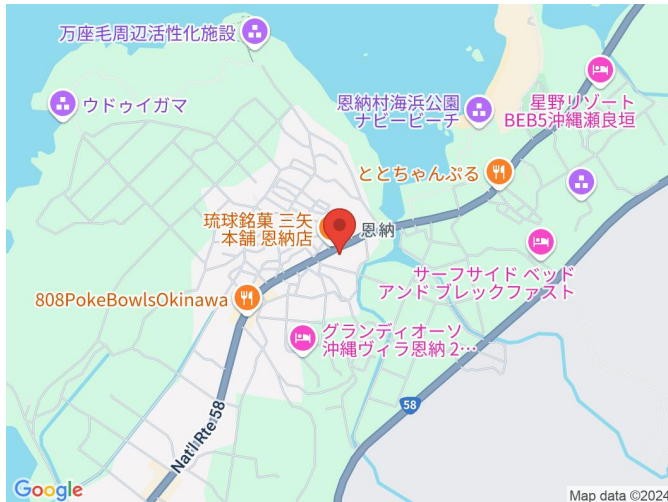 万座毛周辺活性化施設
ウドゥイガマ
恩納村海浜公園
ナビービーチ
星野リゾート
BEB5沖縄瀬良垣
ととちゃんぷる
琉球銘菓 三矢
本舗 恩納店
恩納
サーフサイド ベッド
アンド ブレックファスト
808PokeBowlsOkinawa
グランディオーソ
沖縄ヴィラ恩納 2…
58
Nat'l Rte 58
Google
Map data ©2024